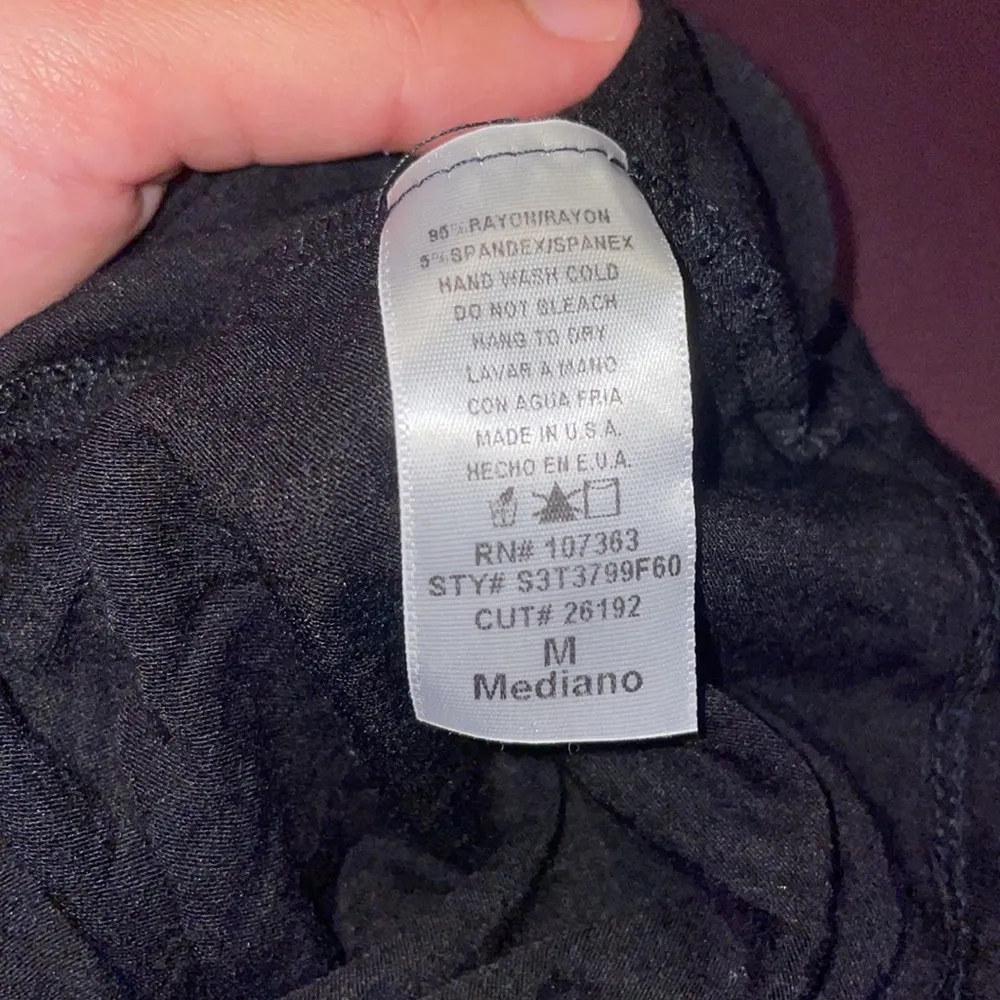 95% RAYON/RAYON
5% SPANDEX/SPANEX
HAND WASH COLD
DO NOT BLEACH
HANG TO DRY
LAVAR A MANO
CON AGUA FRIA
MADE IN U.S.A.
HECHO EN E.U.A.
RN# 107363
STY# S3T3799F60
CUT# 26192
M
Mediano